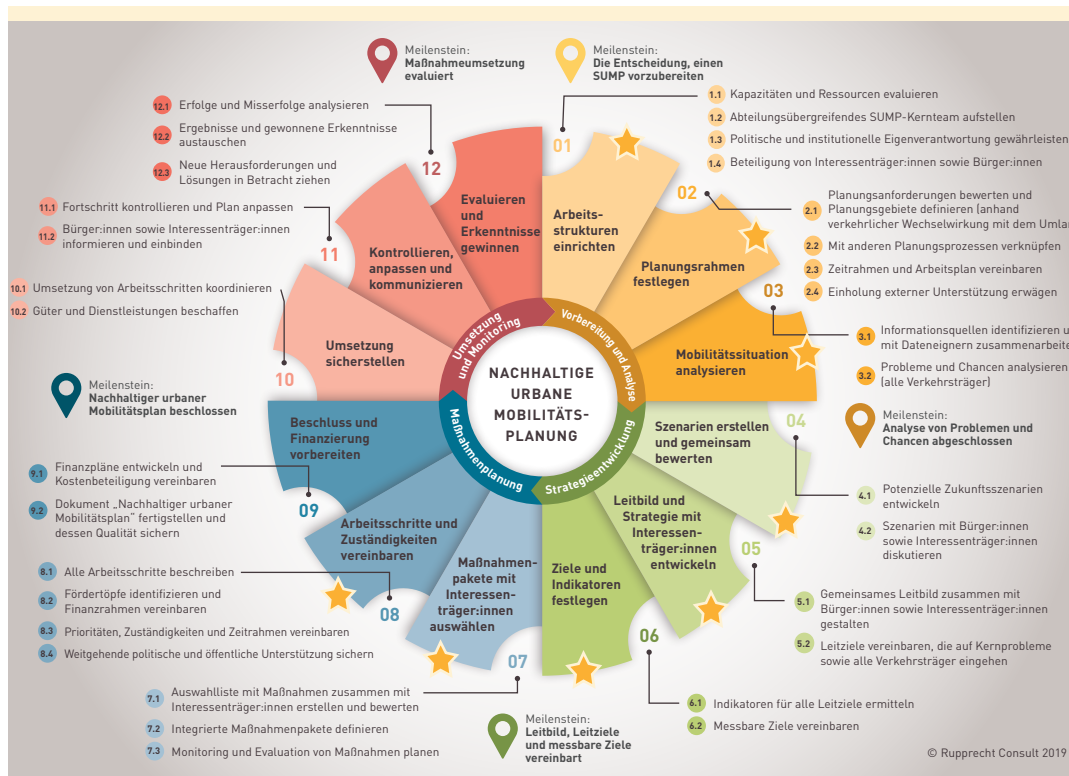 Meilenstein:
Maßnahmeumsetzung
evaluiert
Meilenstein:
Die Entscheidung, einen
SUMP vorzubereiten
12.1 Erfolge und Misserfolge analysieren
12.2 Ergebnisse und gewonnene Erkenntnisse
austauschen
12.3 Neue Herausforderungen und
Lösungen in Betracht ziehen
1.1 Kapazitäten und Ressourcen evaluieren
1.2 Abteilungsübergreifendes SUMP-Kernteam aufstellen
1.3 Politische und institutionelle Eigenverantwortung gewährleisten
1.4 Beteiligung von Interessenträger:innen sowie Bürger:innen
11.1 Fortschritt kontrollieren und Plan anpassen
11.2 Bürger:innen sowie Interessenträger:innen
informieren und einbinden
2.1 Planungsanforderungen bewerten und
Planungsgebiete definieren (anhand
verkehrlicher Wechselwirkung mit dem Umla
2.2 Mit anderen Planungsprozessen verknüpfen
2.3 Zeitrahmen und Arbeitsplan vereinbaren
2.4 Einholung externer Unterstützung erwägen
10.1 Umsetzung von Arbeitsschritten koordinieren
10.2 Güter und Dienstleistungen beschaffen
3.1 Informationsquellen identifizieren u
mit Dateneignern zusammenarbeite
3.2 Probleme und Chancen analysieren
(alle Verkehrsträger)
Meilenstein:
Nachhaltiger urbaner
Mobilitätsplan beschlossen
Meilenstein:
Analyse von Problemen und
Chancen abgeschlossen
01
Arbeits-
strukturen
einrichten
02
Planungsrahmen
festlegen
03
Mobilitätssituation
analysieren
04
Szenarien erstellen
und gemeinsam
bewerten
05
Leitbild und
Strategie mit
Interessen-
träger:innen
entwickeln
06
Ziele und
Indikatoren
festlegen
07
Maßnahmen-
pakete mit
Interessen-
träger:innen
auswählen
08
Arbeitsschritte und
Zuständigkeiten
vereinbaren
09
Beschluss und
Finanzierung
vorbereiten
10
Umsetzung
sicherstellen
11
Kontrollieren,
anpassen und
kommunizieren
12
Evaluieren
und
Erkenntnisse
gewinnen
Umsetzung
und Monitoring
Vorbereitung und Analyse
Strategieentwicklung
Maßnahmenplanung
NACHHALTIGE
URBANE
MOBILITÄTS-
PLANUNG
9.1 Finanzpläne entwickeln und
Kostenbeteiligung vereinbaren
9.2 Dokument „Nachhaltiger urbaner
Mobilitätsplan“ fertigstellen und
dessen Qualität sichern
4.1 Potenzielle Zukunftsszenarien
entwickeln
4.2 Szenarien mit Bürger:innen
sowie Interessenträger:innen
diskutieren
8.1 Alle Arbeitsschritte beschreiben
8.2 Fördertöpfe identifizieren und
Finanzrahmen vereinbaren
8.3 Prioritäten, Zuständigkeiten und Zeitrahmen vereinbaren
8.4 Weitgehende politische und öffentliche Unterstützung sichern
5.1 Gemeinsames Leitbild zusammen mit
Bürger:innen sowie Interessenträger:innen
gestalten
5.2 Leitziele vereinbaren, die auf Kernprobleme
sowie alle Verkehrsträger eingehen
7.1 Auswahlliste mit Maßnahmen zusammen mit
Interessenträger:innen erstellen und bewerten
7.2 Integrierte Maßnahmenpakete definieren
7.3 Monitoring und Evaluation von Maßnahmen planen
Meilenstein:
Leitbild, Leitziele
und messbare Ziele
vereinbart
6.1 Indikatoren für alle Leitziele ermitteln
6.2 Messbare Ziele vereinbaren
© Rupprecht Consult 2019